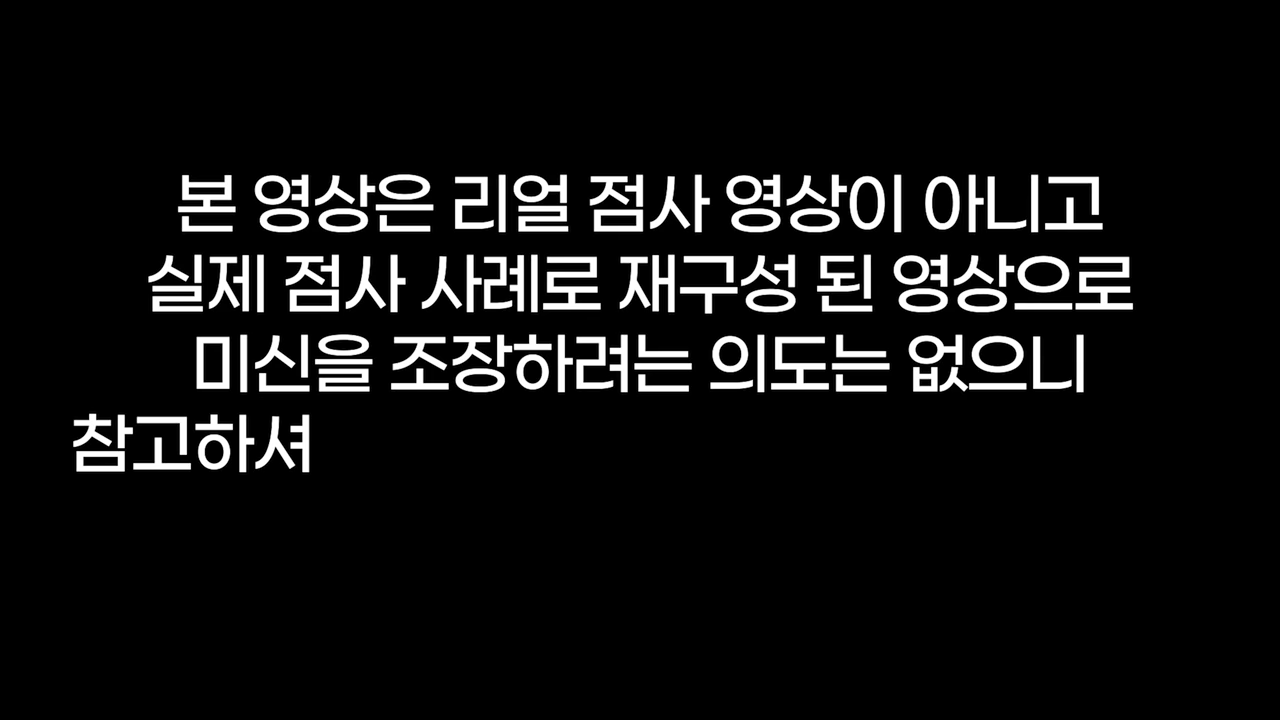 본 영상은 리얼 점사 영상이 아니고
실제 점사 사례로 재구성 된 영상으로
미신을 조장하려는 의도는 없으니
참고하셔